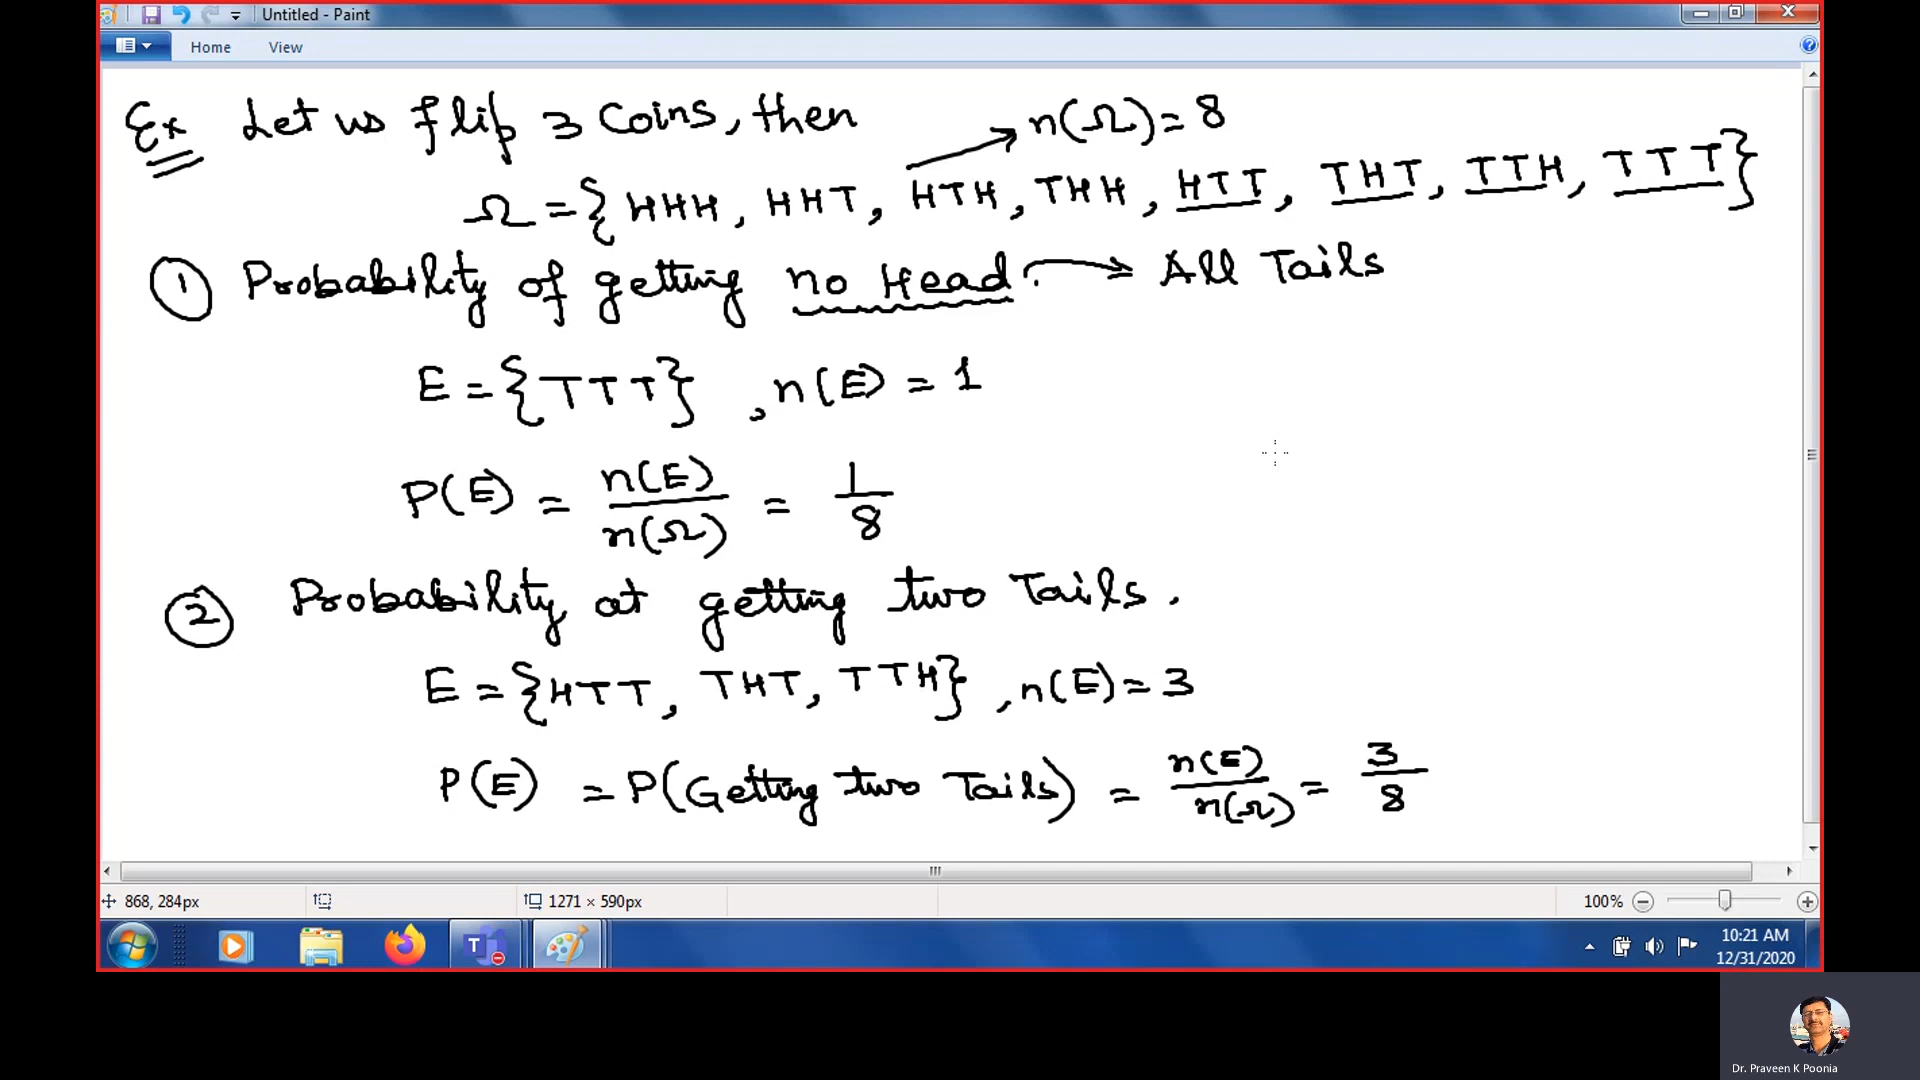 Untitled - Paint
Home View
Ex Let us flip 3 Coins, then n(Ω) = 8
Ω = {HHH, HHT, HTH, THH, HTT, THT, TTH, TTT}
① Probability of getting no Head. → All Tails
E = {TTT}, n(E) = 1
P(E) = n(E)/n(Ω) = 1/8
② Probability at getting two Tails.
E = {HTT, THT, TTH}, n(E) = 3
P(E) = P(Getting two Tails) = n(E)/n(Ω) = 3/8
868, 284px 1271 × 590px 100%
T
10:21 AM
12/31/2020
Dr. Praveen K Poonia